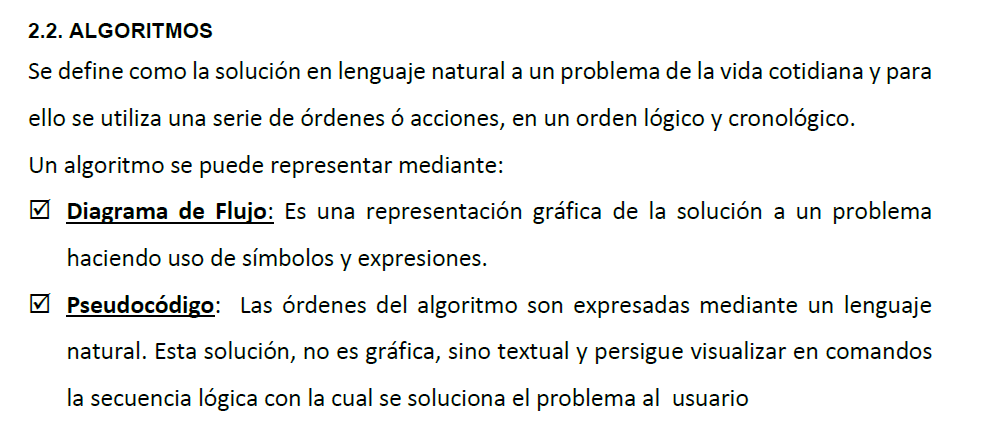 2.2. ALGORITMOS
Se define como la solución en lenguaje natural a un problema de la vida cotidiana y para
ello se utiliza una serie de órdenes ó acciones, en un orden lógico y cronológico.
Un algoritmo se puede representar mediante:
☑ Diagrama de Flujo: Es una representación gráfica de la solución a un problema
haciendo uso de símbolos y expresiones.
☑ Pseudocódigo: Las órdenes del algoritmo son expresadas mediante un lenguaje
natural. Esta solución, no es gráfica, sino textual y persigue visualizar en comandos
la secuencia lógica con la cual se soluciona el problema al usuario